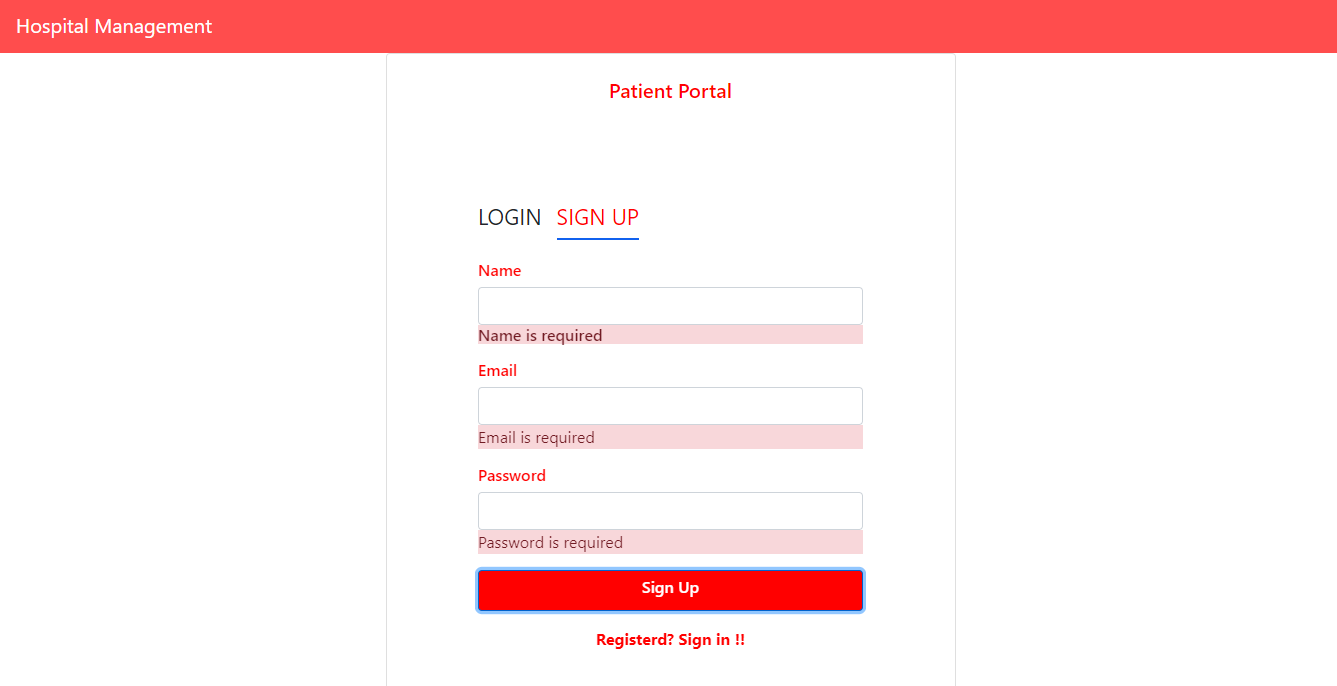 Hospital Management
Patient Portal
LOGIN SIGN UP
Name
Name is required
Email
Email is required
Password
Password is required
Sign Up
Registerd? Sign in !!